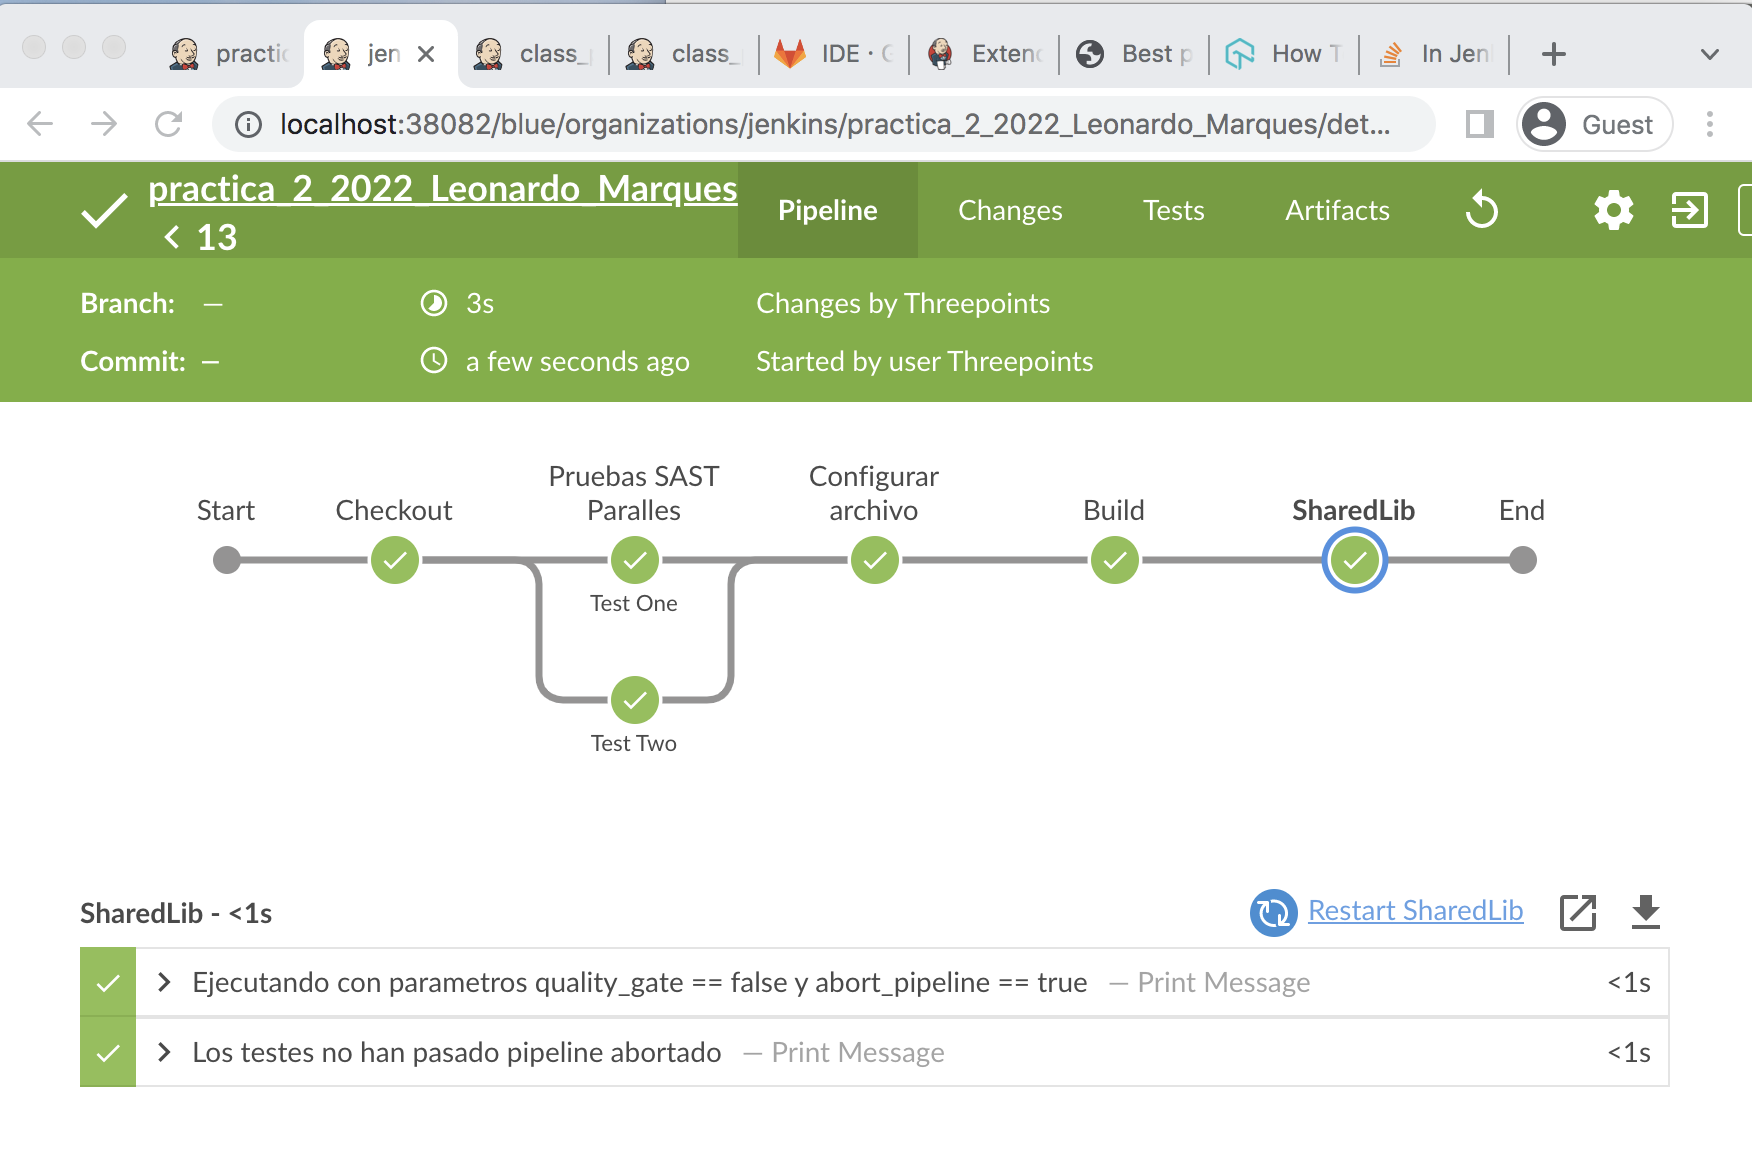 practic
jen
class_
class_
IDE · G
Extenc
Best p
How T
In Jen
localhost:38082/blue/organizations/jenkins/practica_2_2022_Leonardo_Marques/det...
Guest
practica_2_2022_Leonardo_Marques
< 13
Pipeline
Changes
Tests
Artifacts
Branch: —
3s
Changes by Threepoints
Commit: —
a few seconds ago
Started by user Threepoints
Start
Checkout
Pruebas SAST
Paralles
Configurar
archivo
Build
SharedLib
End
Test One
Test Two
SharedLib - <1s
Restart SharedLib
Ejecutando con parametros quality_gate == false y abort_pipeline == true — Print Message <1s
Los testes no han pasado pipeline abortado — Print Message <1s